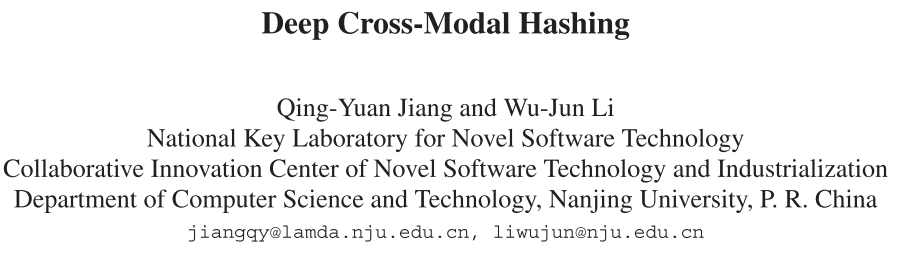 Deep Cross-Modal Hashing
Qing-Yuan Jiang and Wu-Jun Li
National Key Laboratory for Novel Software Technology
Collaborative Innovation Center of Novel Software Technology and Industrialization
Department of Computer Science and Technology, Nanjing University, P. R. China
jiangqy@lamda.nju.edu.cn, liwujun@nju.edu.cn